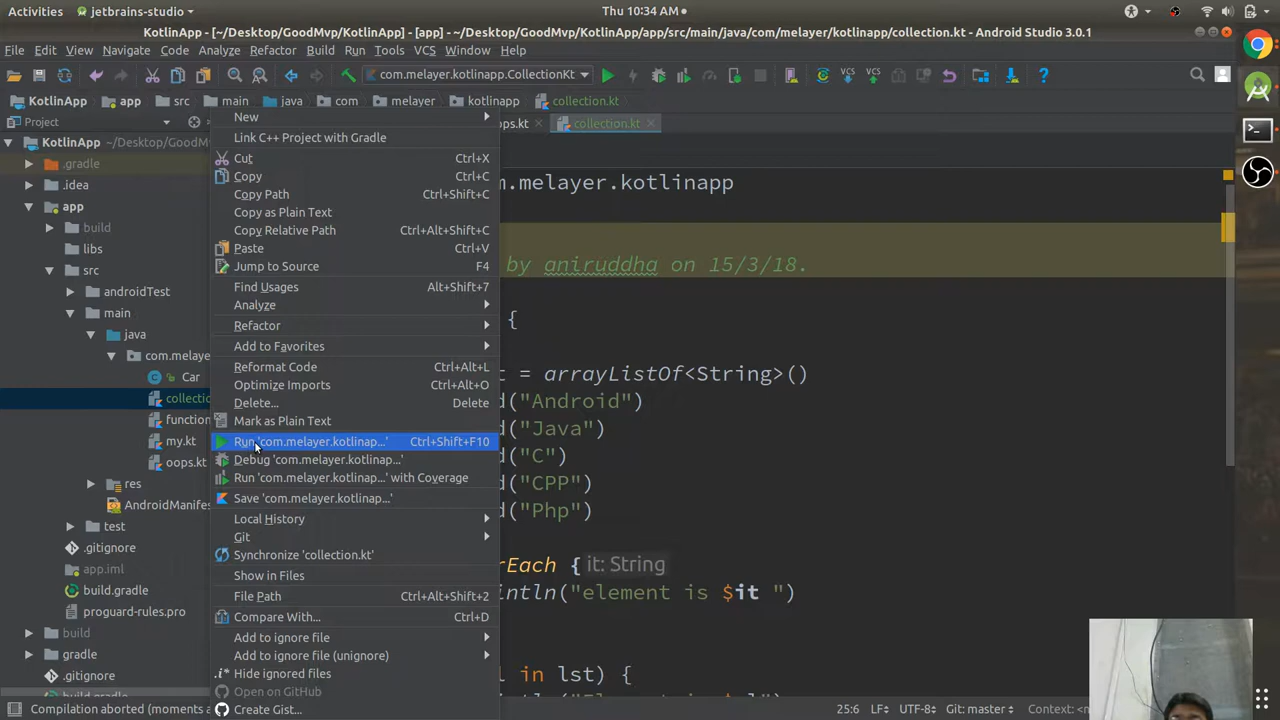 Activities
jetbrains-studio
Thu 10:34 AM
KotlinApp - [~/Desktop/GoodMvp/KotlinApp] - [app] - ~/Desktop/GoodMvp/KotlinApp/app/src/main/java/com/melayer/kotlinapp/collection.kt - Android Studio 3.0.1
File Edit View Navigate Code Analyze Refactor Build Run Tools VCS Window Help
com.melayer.kotlinapp.CollectionKt
VCS VCS
KotlinApp app src main java com melayer kotlinapp collection.kt
Project
ps.kt
collection.kt
KotlinApp ~/Desktop/GoodMv
.gradle
.idea
app
build
libs
src
androidTest
main
java
com.melaye
Car
collectio
function
my.kt
oops.kt
res
AndroidManifes
test
.gitignore
app.iml
build.gradle
proguard-rules.pro
build
gradle
.gitignore
build.gradle
New
Link C++ Project with Gradle
Cut Ctrl+X
Copy Ctrl+C
Copy Path Ctrl+Shift+C
Copy as Plain Text
Copy Relative Path Ctrl+Alt+Shift+C
Paste Ctrl+V
Jump to Source F4
Find Usages Alt+Shift+7
Analyze
Refactor
Add to Favorites
Reformat Code Ctrl+Alt+L
Optimize Imports Ctrl+Alt+O
Delete... Delete
Mark as Plain Text
Run 'com.melayer.kotlinap...' Ctrl+Shift+F10
Debug 'com.melayer.kotlinap...'
Run 'com.melayer.kotlinap...' with Coverage
Save 'com.melayer.kotlinap...'
Local History
Git
Synchronize 'collection.kt'
Show in Files
File Path Ctrl+Alt+Shift+2
Compare With... Ctrl+D
Add to ignore file
Add to ignore file (unignore)
Hide ignored files
Open on GitHub
Create Gist...
m.melayer.kotlinapp
by aniruddha on 15/3/18.
{
t = arrayListOf<String>()
d("Android")
d("Java")
d("C")
d("CPP")
d("Php")
rEach { it: String
intln("element is $it ")
l in lst) {
Compilation aborted (moments a
25:6 LF÷ UTF-8÷ Git: master÷ Context: <n